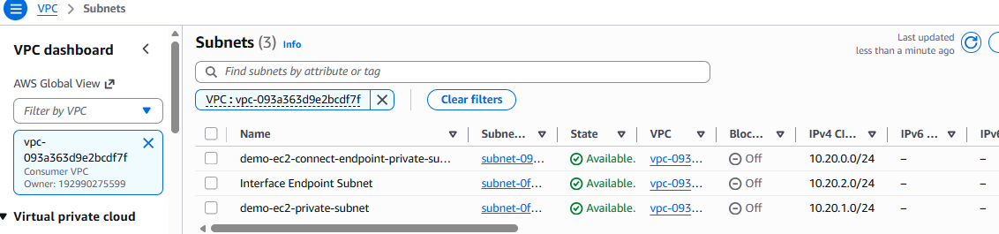 VPC > Subnets
VPC dashboard
AWS Global View
Filter by VPC
vpc-
093a363d9e2bcdf7f
Consumer VPC
Owner: 192990275599
Virtual private cloud
Subnets (3) Info
Last updated
less than a minute ago
Find subnets by attribute or tag
VPC : vpc-093a363d9e2bcdf7f
Clear filters
Name Subne... State VPC Bloc... IPv4 CI... IPv6 ... IPv6
demo-ec2-connect-endpoint-private-su... subnet-09... Available. vpc-093... Off 10.20.0.0/24 – –
Interface Endpoint Subnet subnet-0f... Available. vpc-093... Off 10.20.2.0/24 – –
demo-ec2-private-subnet subnet-0f... Available. vpc-093... Off 10.20.1.0/24 – –